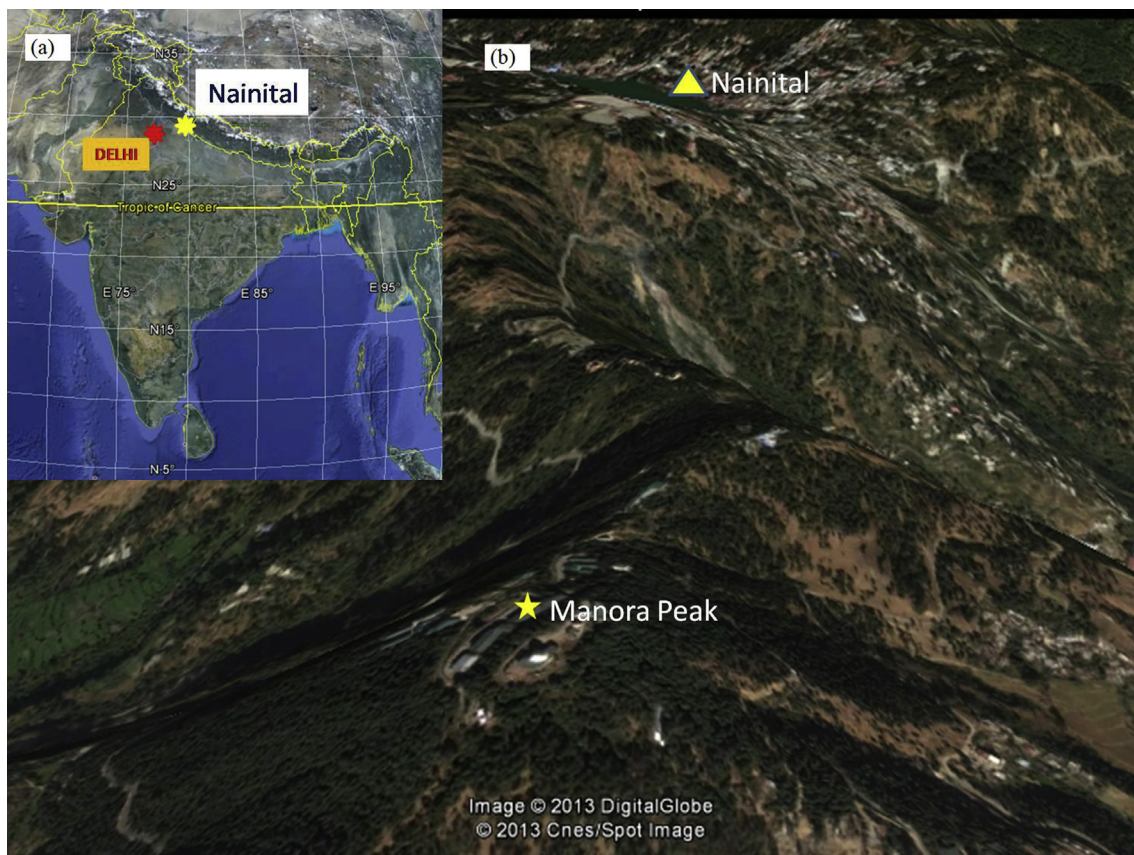 (a)
N35
Nainital
DELHI
N25°
Tropic of Cancer
E 75°
E 85°
E 95°
N15°
N 5°
(b)
Nainital
Manora Peak
Image © 2013 DigitalGlobe
© 2013 Cnes/Spot Image